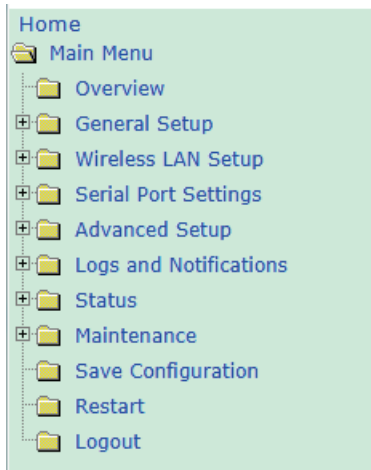 Home
Main Menu
Overview
General Setup
Wireless LAN Setup
Serial Port Settings
Advanced Setup
Logs and Notifications
Status
Maintenance
Save Configuration
Restart
Logout